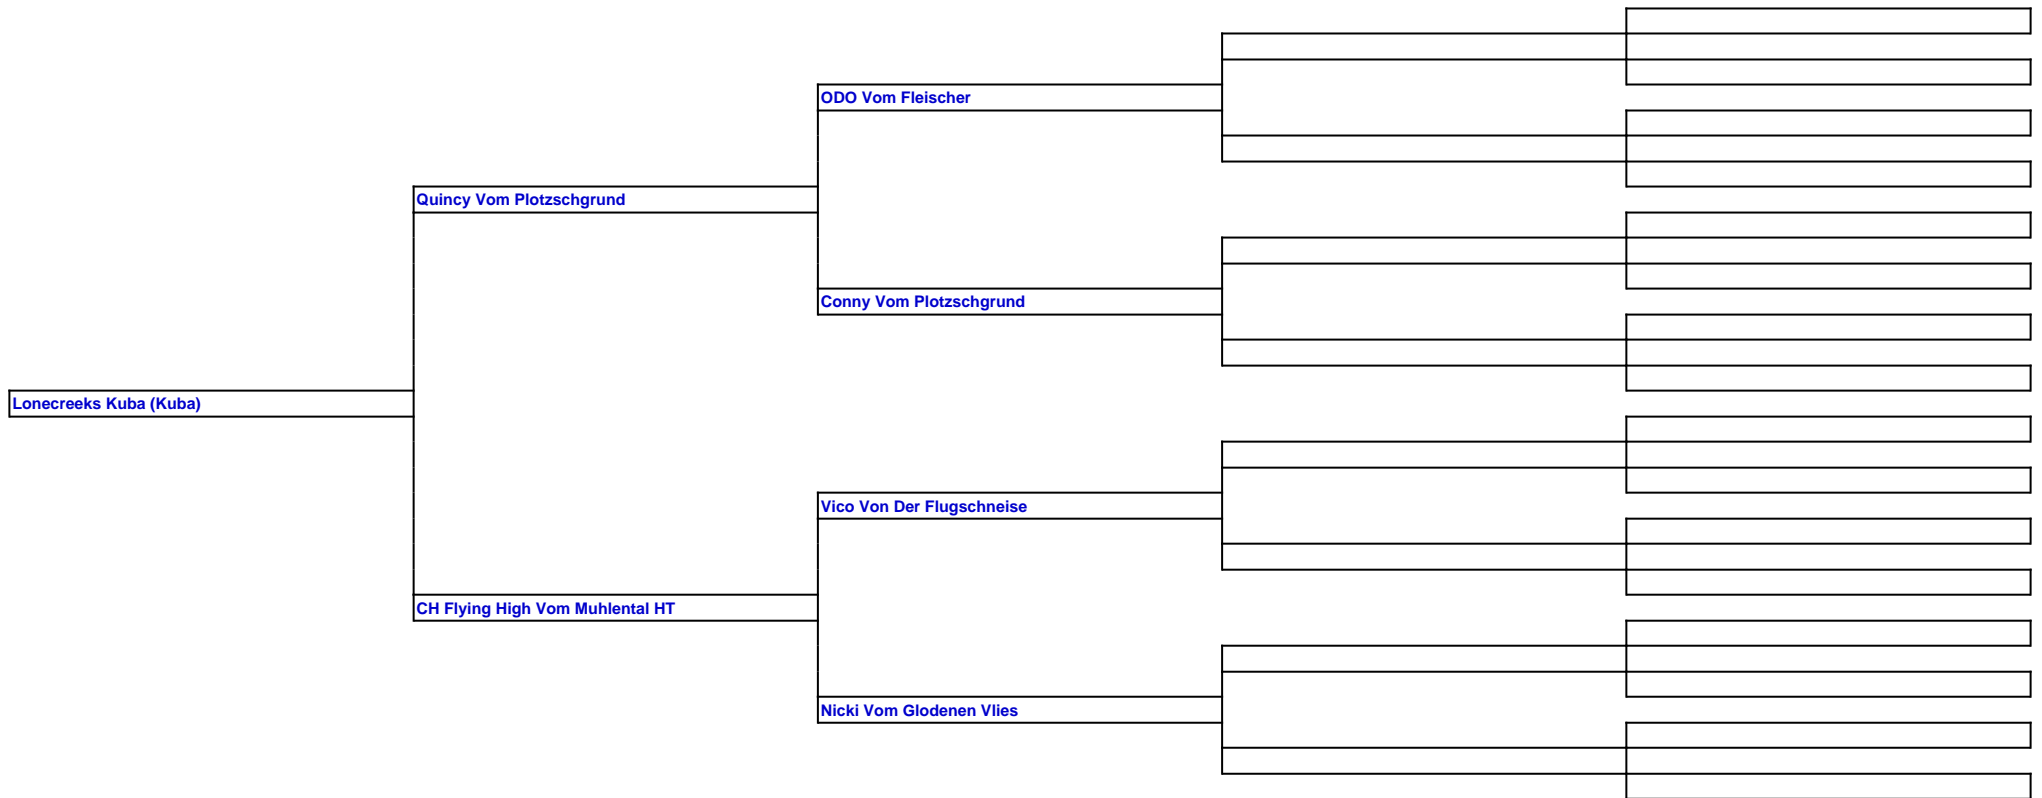 ODO Vom Fleischer
Quincy Vom Plotzschgrund
Conny Vom Plotzschgrund
Lonecreeks Kuba (Kuba)
Vico Von Der Flugschneise
CH Flying High Vom Muhlental HT
Nicki Vom Glodenen Vlies